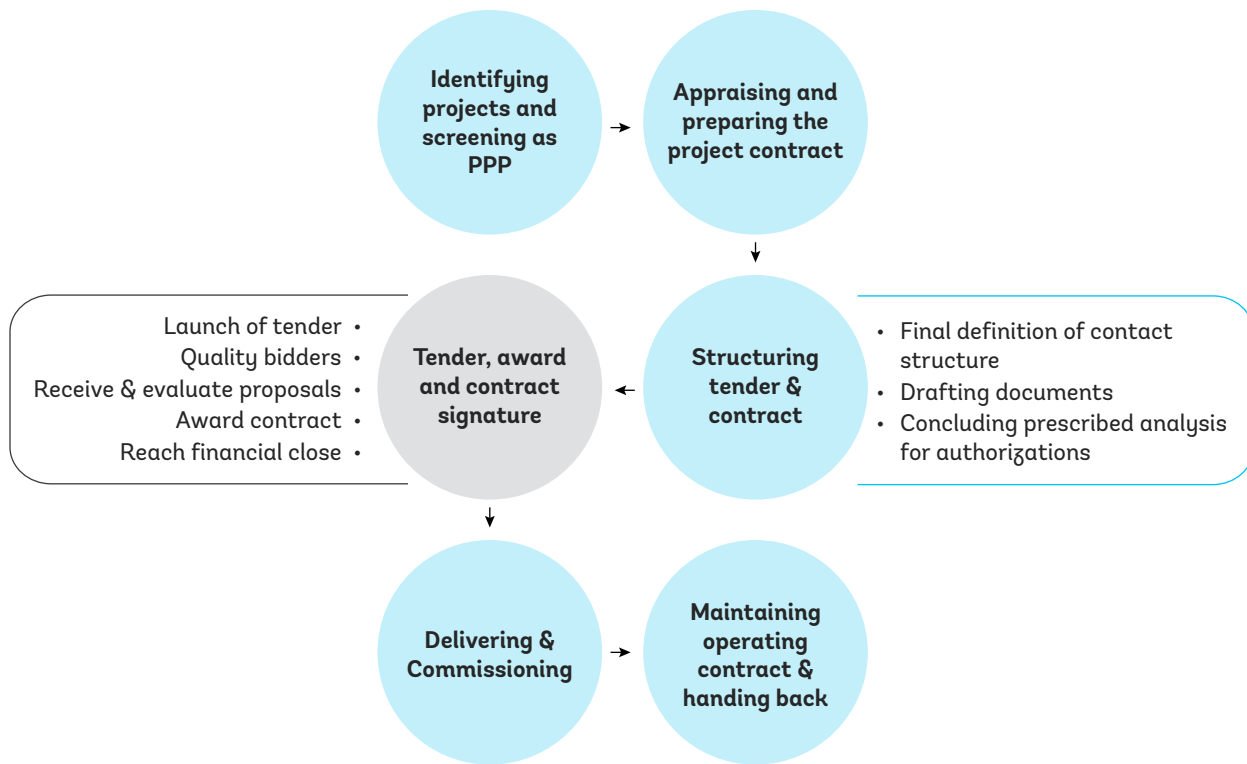 Identifying
projects and
screening as
PPP
Appraising and
preparing the
project contract
Launch of tender •
Quality bidders •
Receive & evaluate proposals •
Award contract •
Reach financial close •
Tender, award
and contract
signature
Structuring
tender &
contract
• Final definition of contact
structure
• Drafting documents
• Concluding prescribed analysis
for authorizations
Delivering &
Commissioning
Maintaining
operating
contract &
handing back